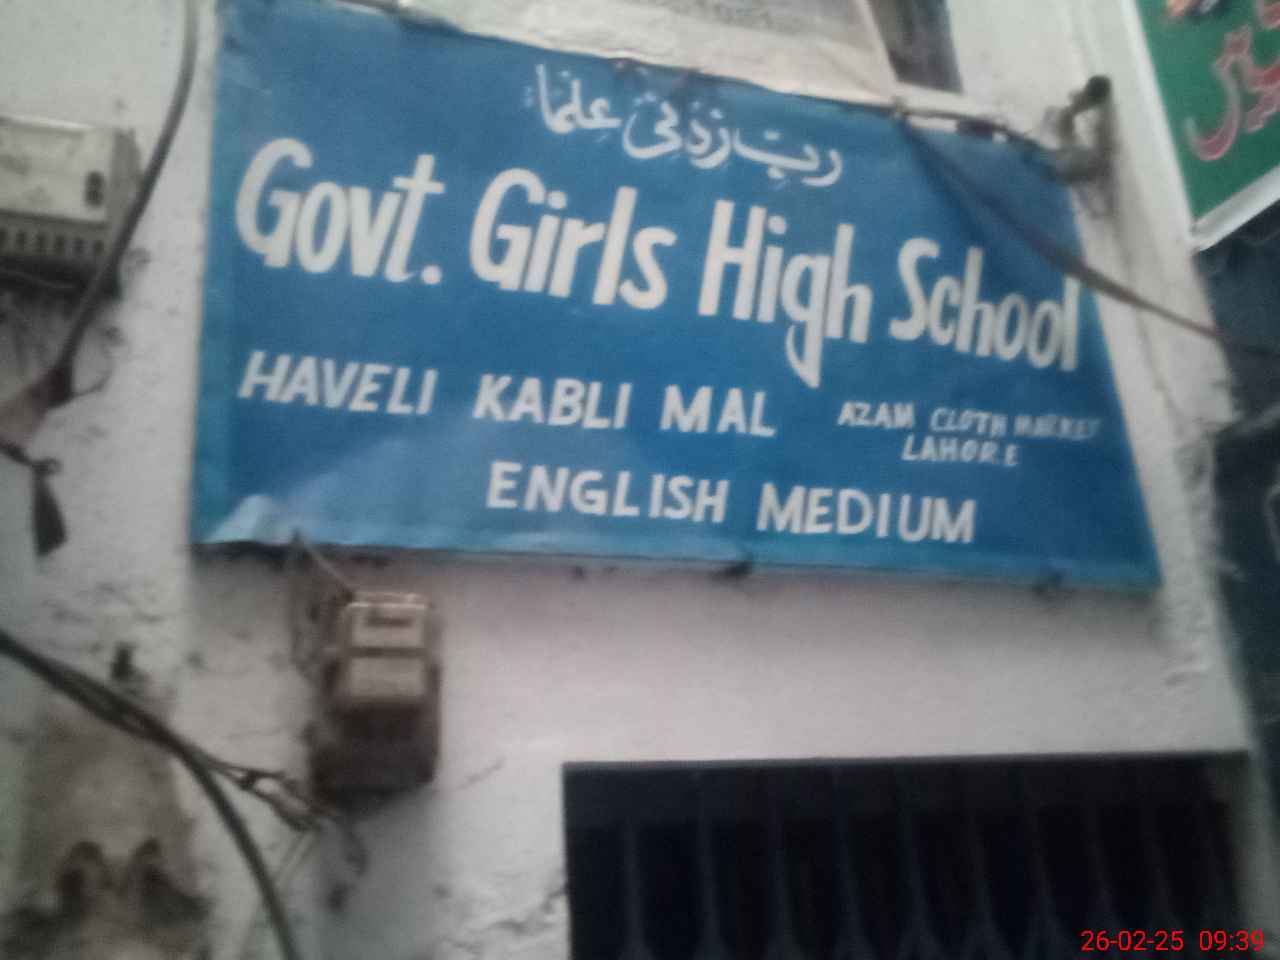 رب زدنی علما
Govt. Girls High School
HAVELI KABLI MAL
AZAM CLOTH MARKET
LAHORE
ENGLISH MEDIUM
26-02-25 09:39